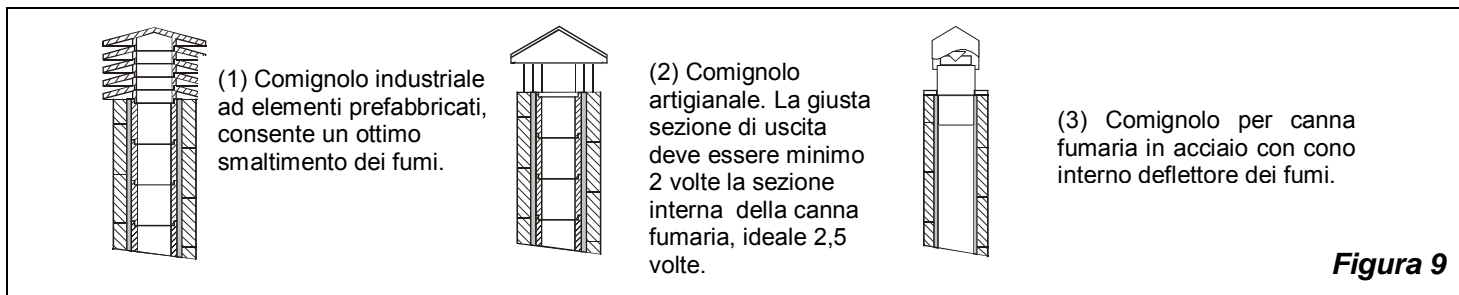 (1) Comignolo industriale
ad elementi prefabbricati,
consente un ottimo
smaltimento dei fumi.
(2) Comignolo
artigianale. La giusta
sezione di uscita
deve essere minimo
2 volte la sezione
interna della canna
fumaria, ideale 2,5
volte.
(3) Comignolo per canna
fumaria in acciaio con cono
interno deflettore dei fumi.
Figura 9